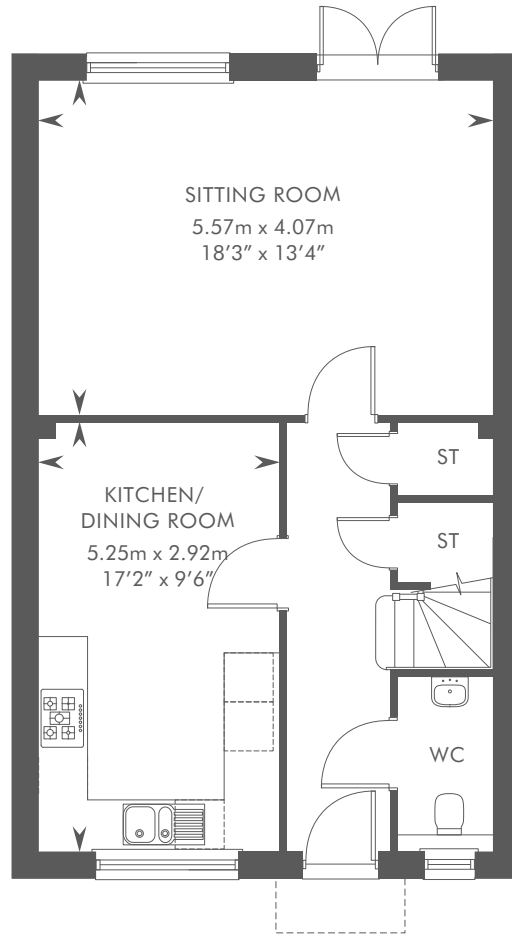 SITTING ROOM
5.57m x 4.07m
18’3” x 13’4”
KITCHEN/
DINING ROOM
5.25m x 2.92m
17’2” x 9’6”
ST
ST
WC